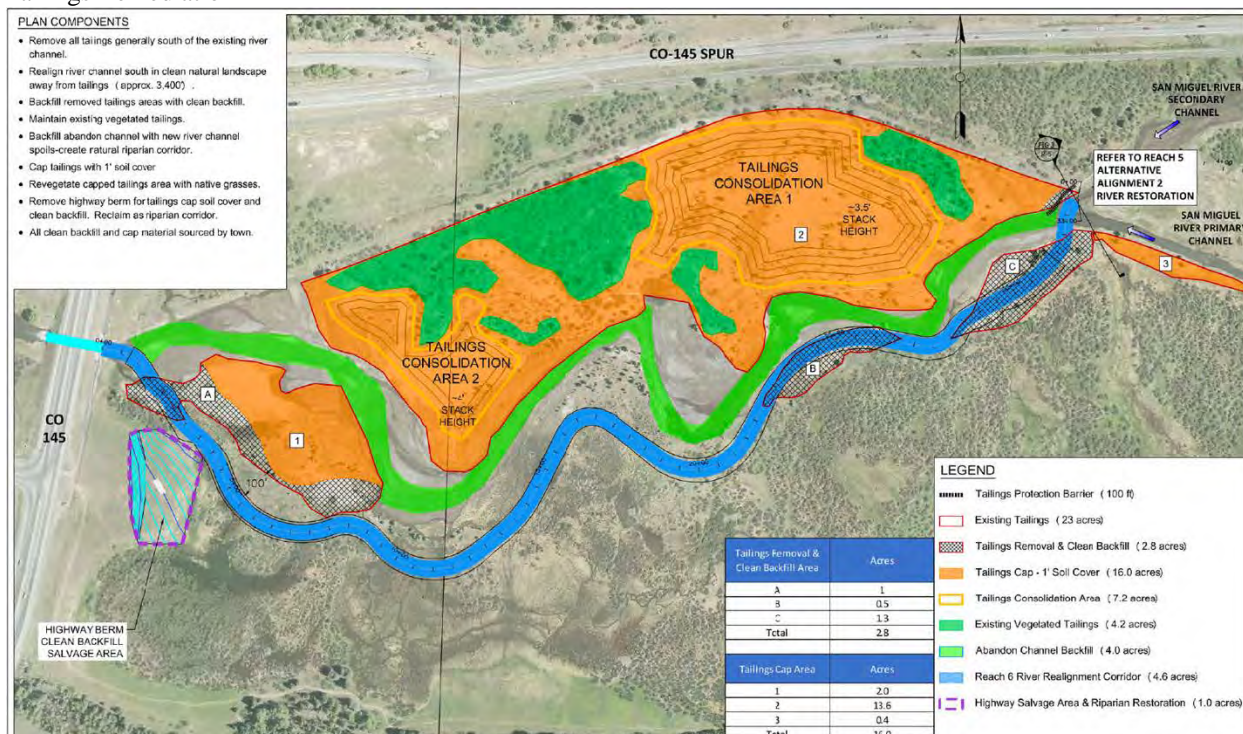 PLAN COMPONENTS
• Remove all tailings generally south of the existing river
channel.
• Realign river channel south in clean natural landscape
away from tailings (approx. 3,400') .
• Backfill removed tailings areas with clean backfill.
• Maintain existing vegetated tailings.
• Backfill abandon channel with new river channel
spoils-create natural riparian corridor.
• Cap tailings with 1' soil cover
• Revegetate capped tailings area with native grasses.
• Remove highway berm for tailings cap soil cover and
clean backfill. Reclaim as riparian corridor.
• All clean backfill and cap material sourced by town.
CO-145 SPUR
SAN MIGUEL RIVER
SECONDARY
CHANNEL
REFER TO REACH 5
ALTERNATIVE
ALIGNMENT 2
RIVER RESTORATION
SAN MIGUEL
RIVER PRIMARY
CHANNEL
TAILINGS
CONSOLIDATION
AREA 1
2
~3.5'
STACK
HEIGHT
C
3
TAILINGS
CONSOLIDATION
AREA 2
~4'
STACK
HEIGHT
B
A
1
100'
CO
145
HIGHWAY BERM
CLEAN BACKFILL
SALVAGE AREA
Tailings Removal & Clean Backfill Area Acres
A 1
B 0.5
C 1.3
Total 2.8
Tailings Cap Area Acres
1 2.0
2 13.6
3 0.4
Total 16.0
LEGEND
Tailings Protection Barrier (100 ft)
Existing Tailings (23 acres)
Tailings Removal & Clean Backfill (2.8 acres)
Tailings Cap - 1' Soil Cover (16.0 acres)
Tailings Consolidation Area (7.2 acres)
Existing Vegetated Tailings (4.2 acres)
Abandon Channel Backfill (4.0 acres)
Reach 6 River Realignment Corridor (4.6 acres)
Highway Salvage Area & Riparian Restoration (1.0 acres)